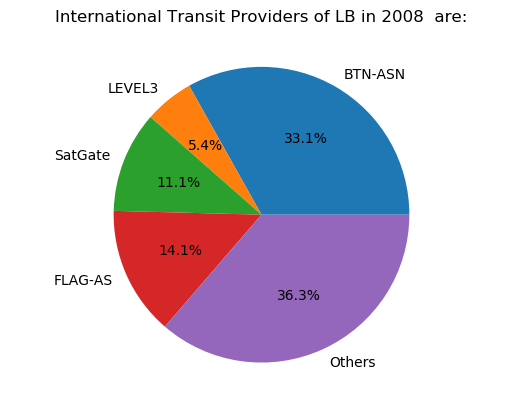 International Transit Providers of LB in 2008  are:
BTN-ASN
33.1%
LEVEL3
5.4%
SatGate
11.1%
FLAG-AS
14.1%
Others
36.3%